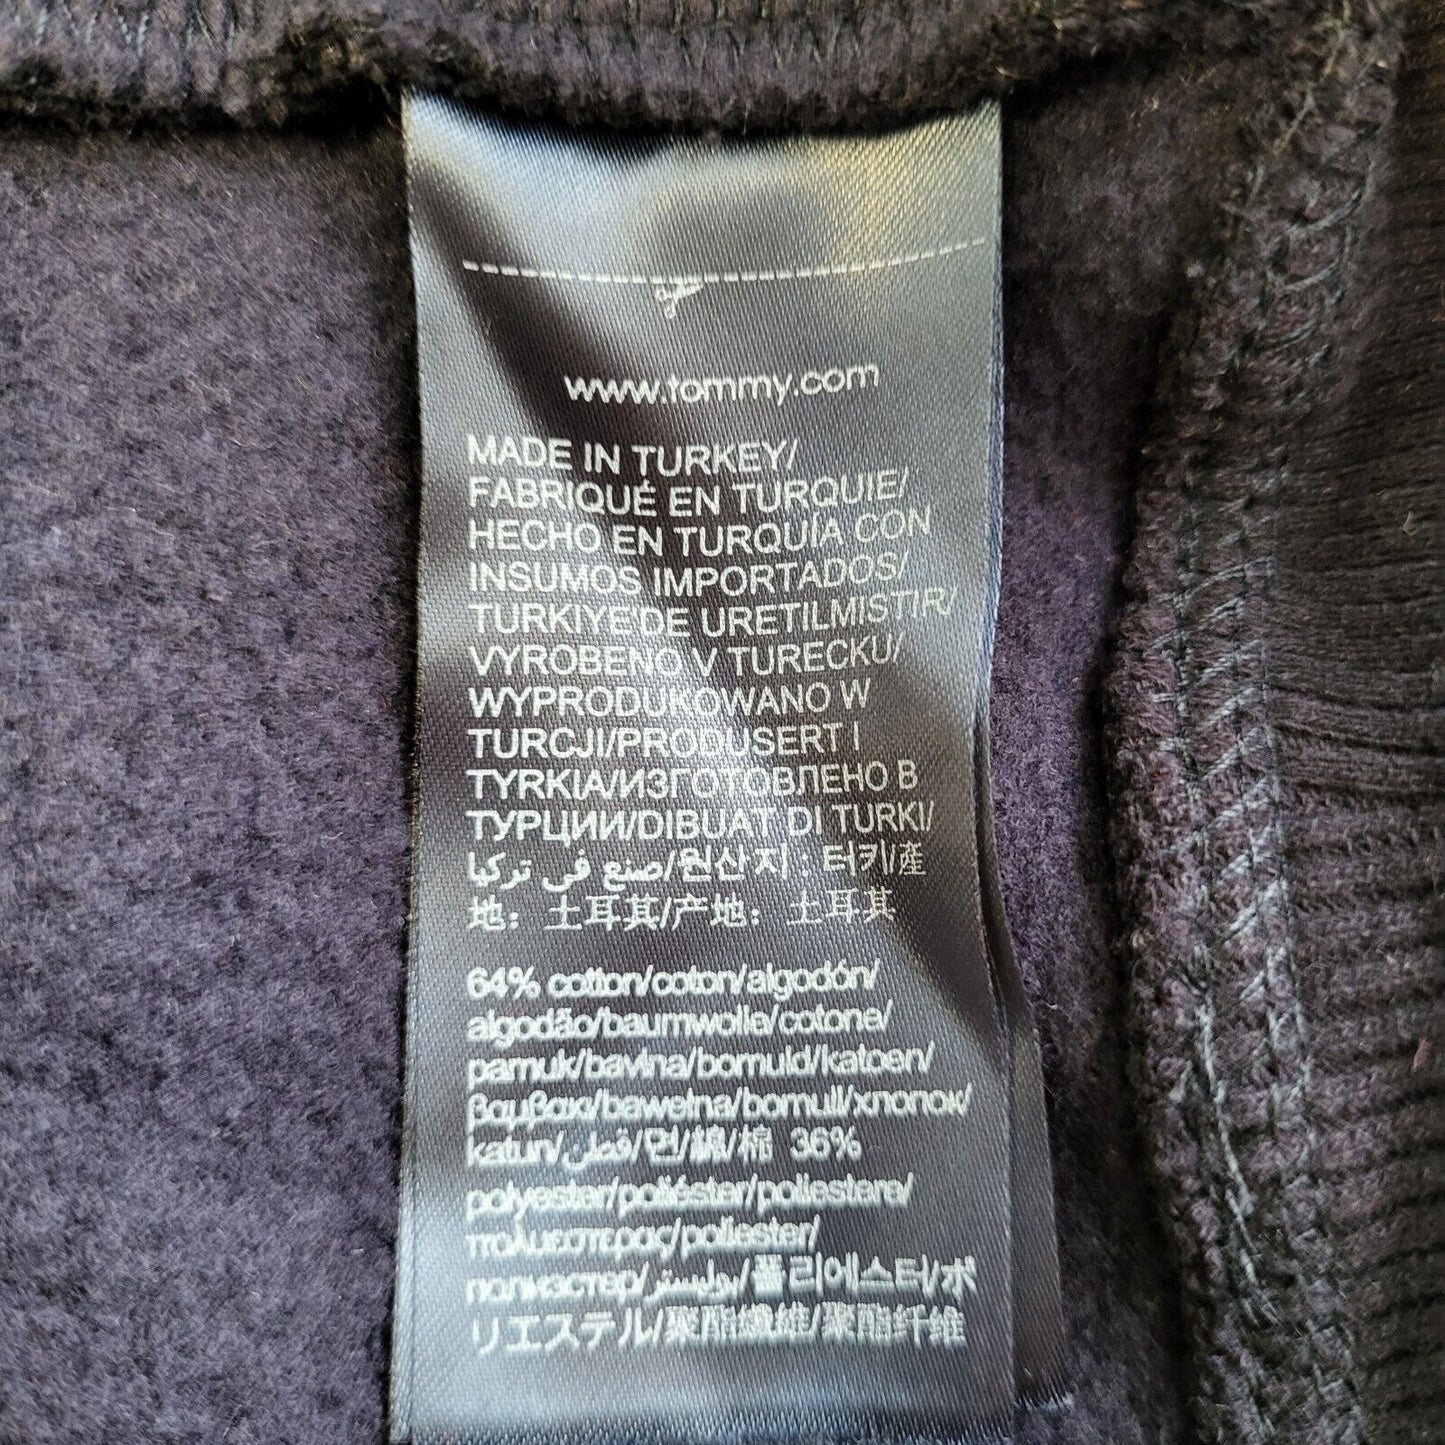 www.tommy.com
MADE IN TURKEY/
FABRIQUÉ EN TURQUIE/
HECHO EN TURQUÍA CON
INSUMOS IMPORTADOS/
TURKIYE DE URETILMISTIR/
VYROBENO V TURECKU/
WYPRODUKOWANO W
TURCJI/PRODUSERT I
TYRKIA/ИЗГОТОВЛЕНО В
ТУРЦИИ/DIBUAT DI TURKI/
صنع في تركيا/원산지 : 터키/産
地： 土耳其/产地： 土耳其
64% cotton/coton/algodón/
algodão/baumwolle/cotone/
pamuk/bavlna/bomuld/katoen/
βαμβακι/bawełna/bomull/хлопок/
katun/قطن/면/綿/棉 36%
polyester/poliéster/poliestere/
πολυεστερας/poliester/
полиэстер/بوليستر/폴리에스터/ポ
リエステル/聚酯纖維/聚酯纤维